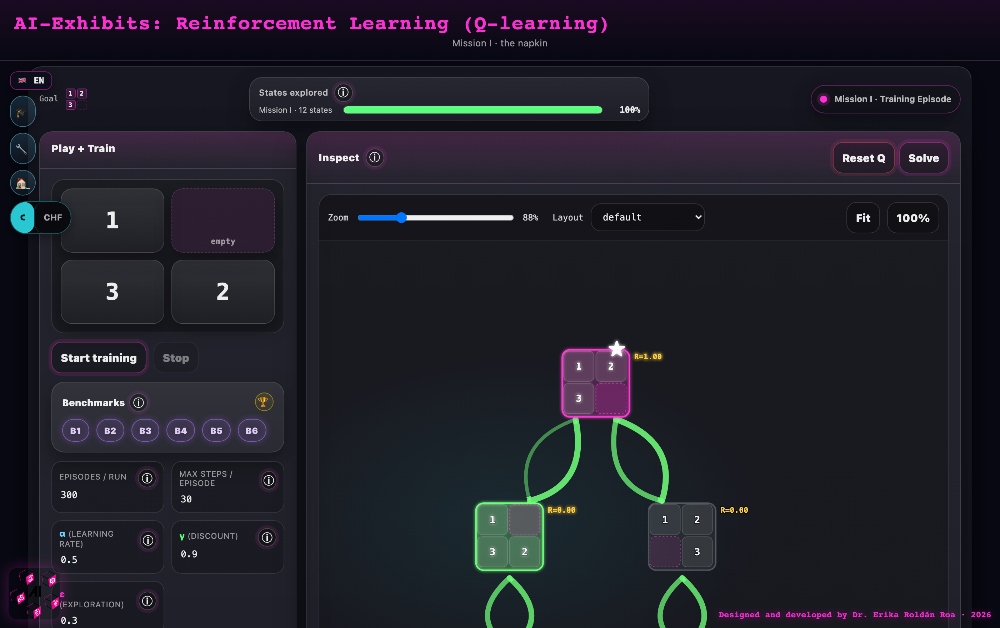 AI-Exhibits: Reinforcement Learning (Q-learning)
Mission I · the napkin
EN
Goal
1 2
3
States explored
Mission I · 12 states
100%
Mission I · Training Episode
€ CHF
Play + Train
1
empty
3
2
Start training
Stop
Benchmarks
B1 B2 B3 B4 B5 B6
EPISODES / RUN
300
MAX STEPS /
EPISODE
30
α (LEARNING
RATE)
0.5
γ (DISCOUNT)
0.9
ε
(EXPLORATION)
0.3
AI
Inspect
Reset Q
Solve
Zoom
88%
Layout
default
Fit
100%
1 2
3
R=1.00
1
3 2
R=0.00
1 2
3
R=0.00
Designed and developed by Dr. Erika Roldán Roa · 2026